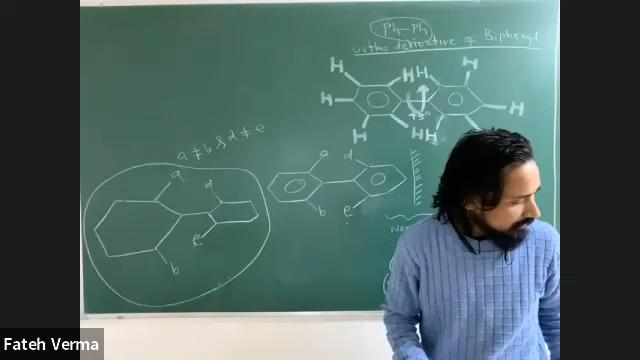 Ph-Ph
ortho derivative of Biphenyl
H
H H
H
H
H
45°
H
H
H
a ≠ b & d ≠ e
a
d
b
e
a
d
b
e
Fateh Verma